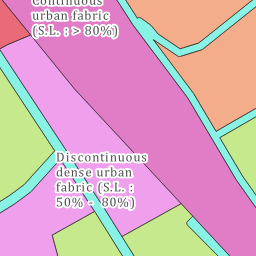 Continuous
urban fabric
(S.L. : > 80%)
Discontinuous
dense urban
fabric (S.L. :
50% - 80%)